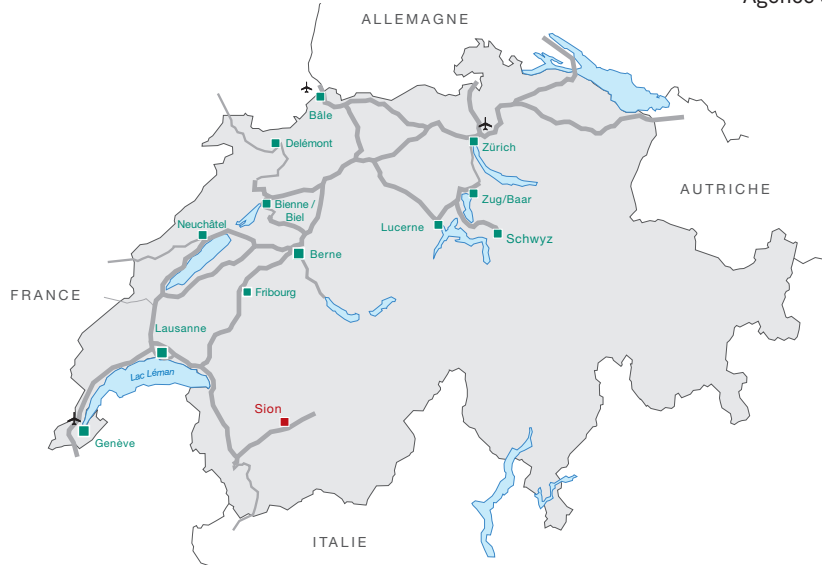 Agence
ALLEMAGNE
Bâle
Delémont
Zürich
AUTRICHE
Bienne /
Biel
Zug/Baar
Neuchâtel
Lucerne
Schwyz
Berne
FRANCE
Fribourg
Lausanne
Lac Léman
Sion
Genève
ITALIE